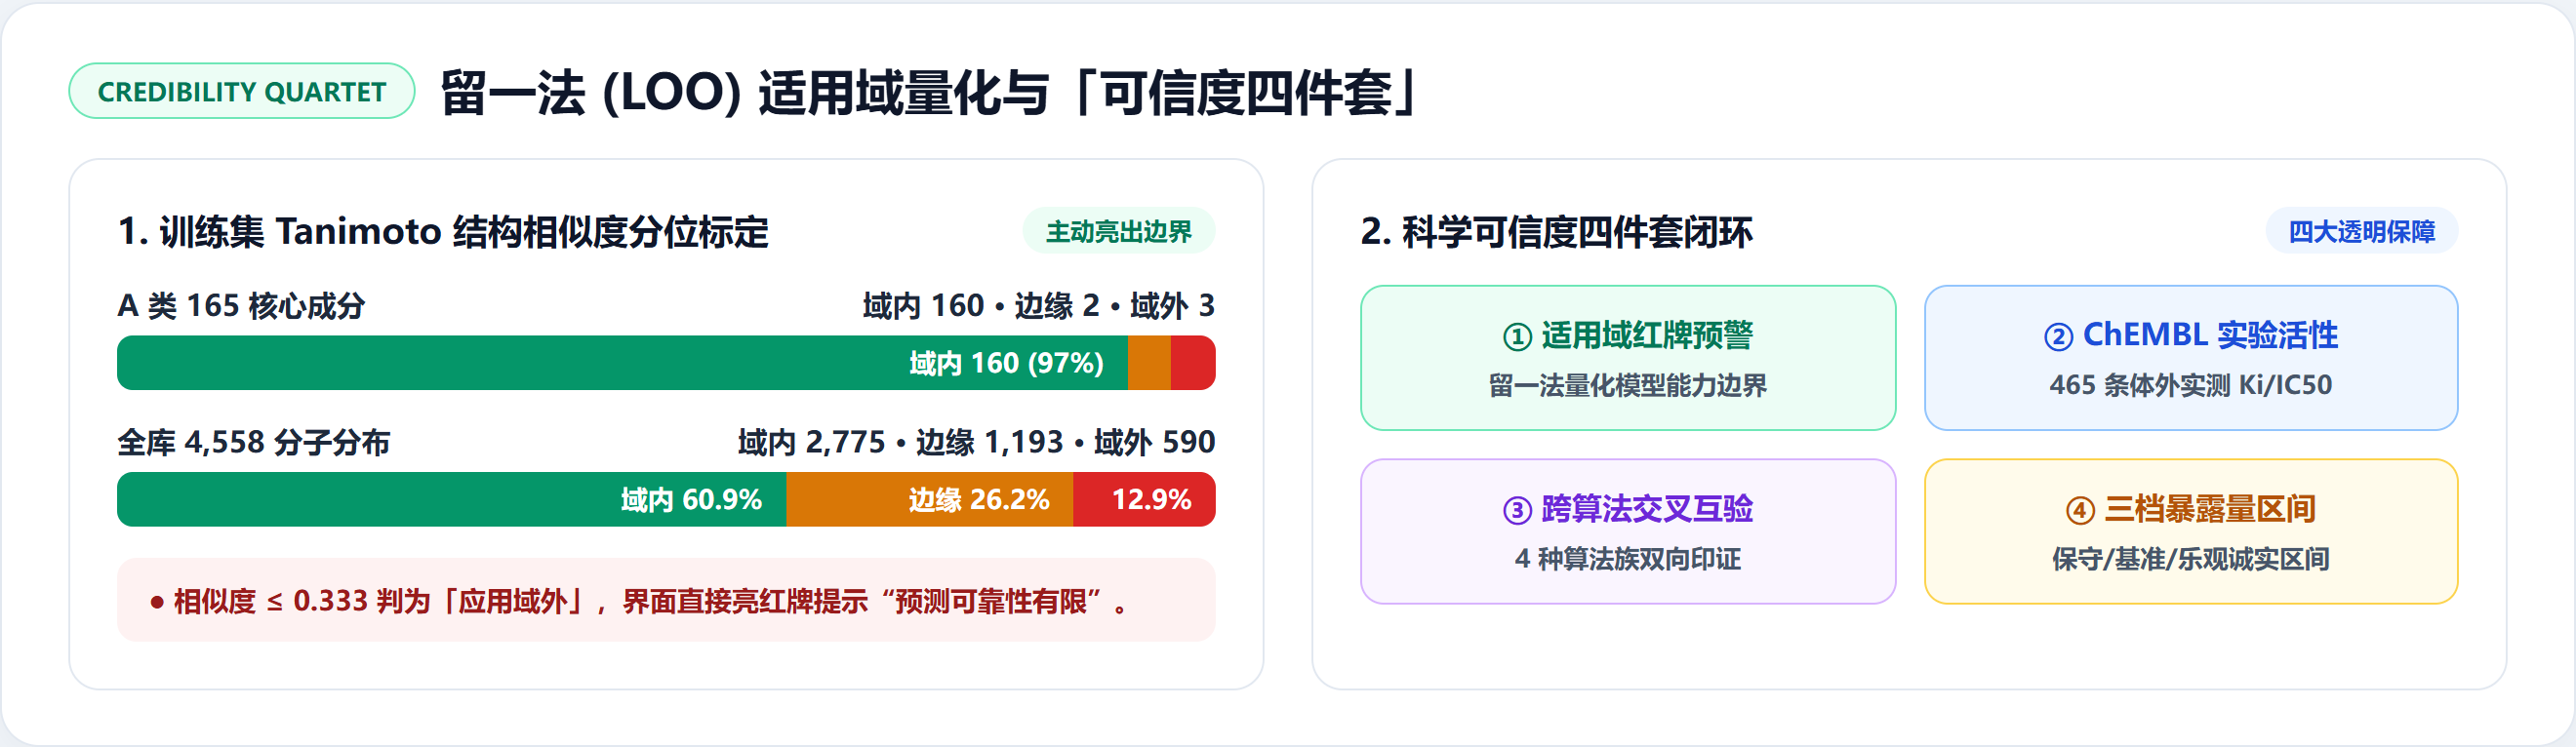 CREDIBILITY QUARTET
留一法 (LOO) 适用域量化与「可信度四件套」
1. 训练集 Tanimoto 结构相似度分位标定
主动亮出边界
A 类 165 核心成分
域内 160 • 边缘 2 • 域外 3
域内 160 (97%)
全库 4,558 分子分布
域内 2,775 • 边缘 1,193 • 域外 590
域内 60.9%
边缘 26.2%
12.9%
● 相似度 ≤ 0.333 判为「应用域外」，界面直接亮红牌提示“预测可靠性有限”。
2. 科学可信度四件套闭环
四大透明保障
① 适用域红牌预警
留一法量化模型能力边界
② ChEMBL 实验活性
465 条体外实测 Ki/IC50
③ 跨算法交叉互验
4 种算法族双向印证
④ 三档暴露量区间
保守/基准/乐观诚实区间